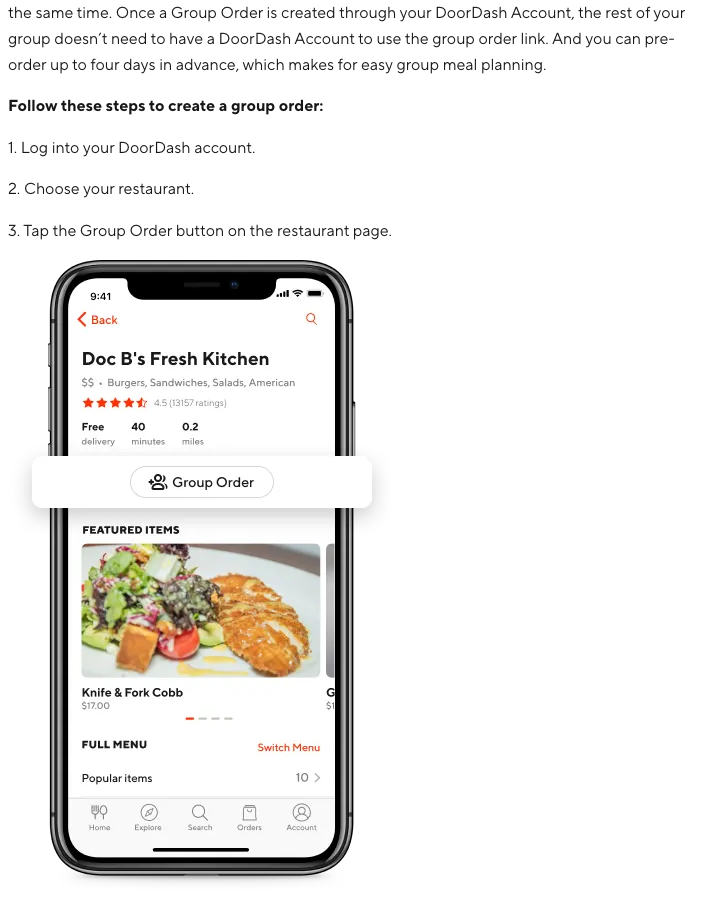 the same time. Once a Group Order is created through your DoorDash Account, the rest of your
group doesn’t need to have a DoorDash Account to use the group order link. And you can pre-
order up to four days in advance, which makes for easy group meal planning.
Follow these steps to create a group order:
1. Log into your DoorDash account.
2. Choose your restaurant.
3. Tap the Group Order button on the restaurant page.
9:41
Back
Doc B's Fresh Kitchen
$$ • Burgers, Sandwiches, Salads, American
4.5 (13157 ratings)
Free 40 0.2
delivery minutes miles
Group Order
FEATURED ITEMS
Knife & Fork Cobb G
$17.00 $1
FULL MENU Switch Menu
Popular items 10
Home Explore Search Orders Account